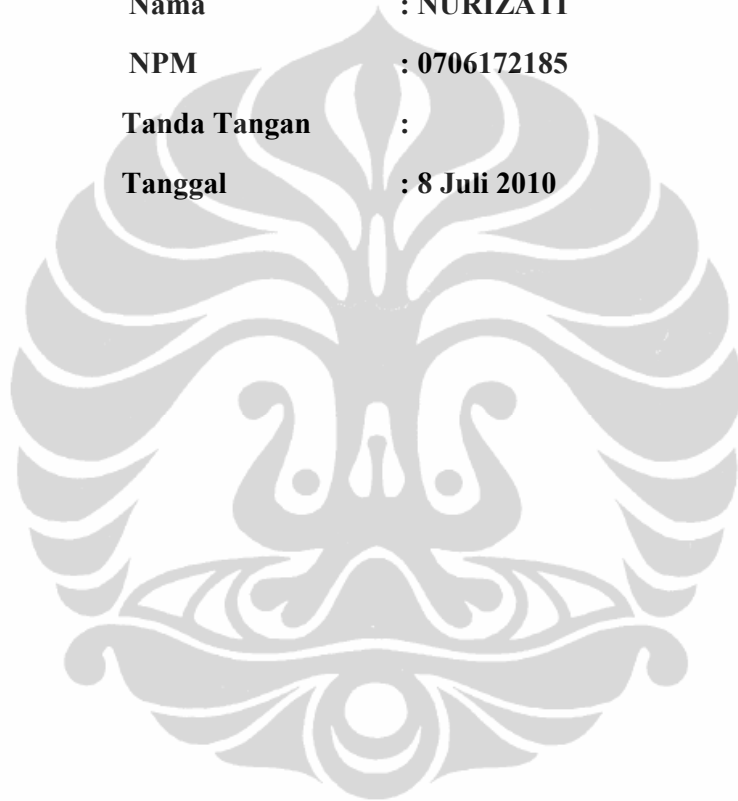 Nama : NURIZATI
NPM : 0706172185
Tanda Tangan :
Tanggal : 8 Juli 2010